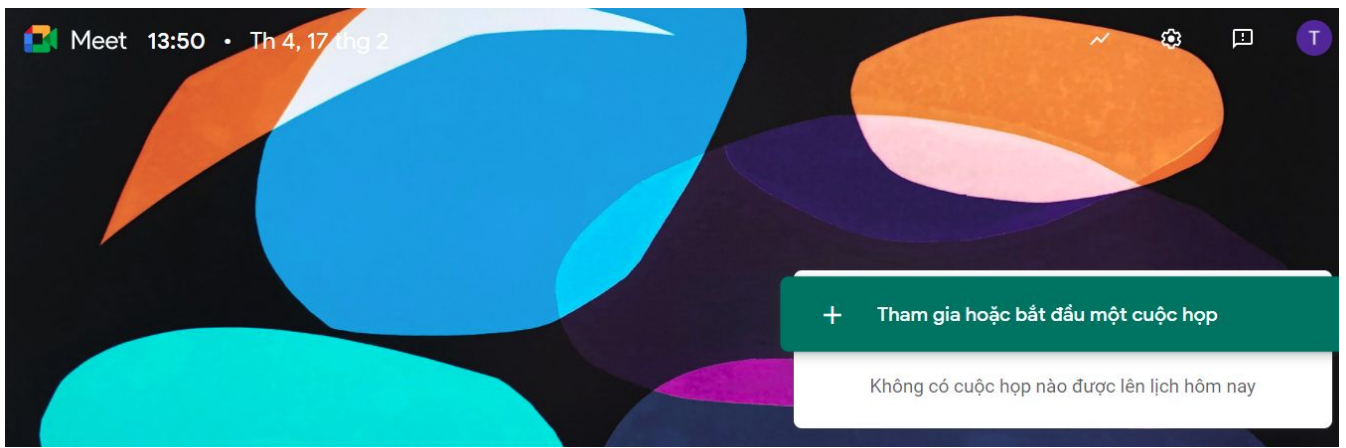 Meet 13:50 • Th 4, 17 thg 2
T
+ Tham gia hoặc bắt đầu một cuộc họp
Không có cuộc họp nào được lên lịch hôm nay